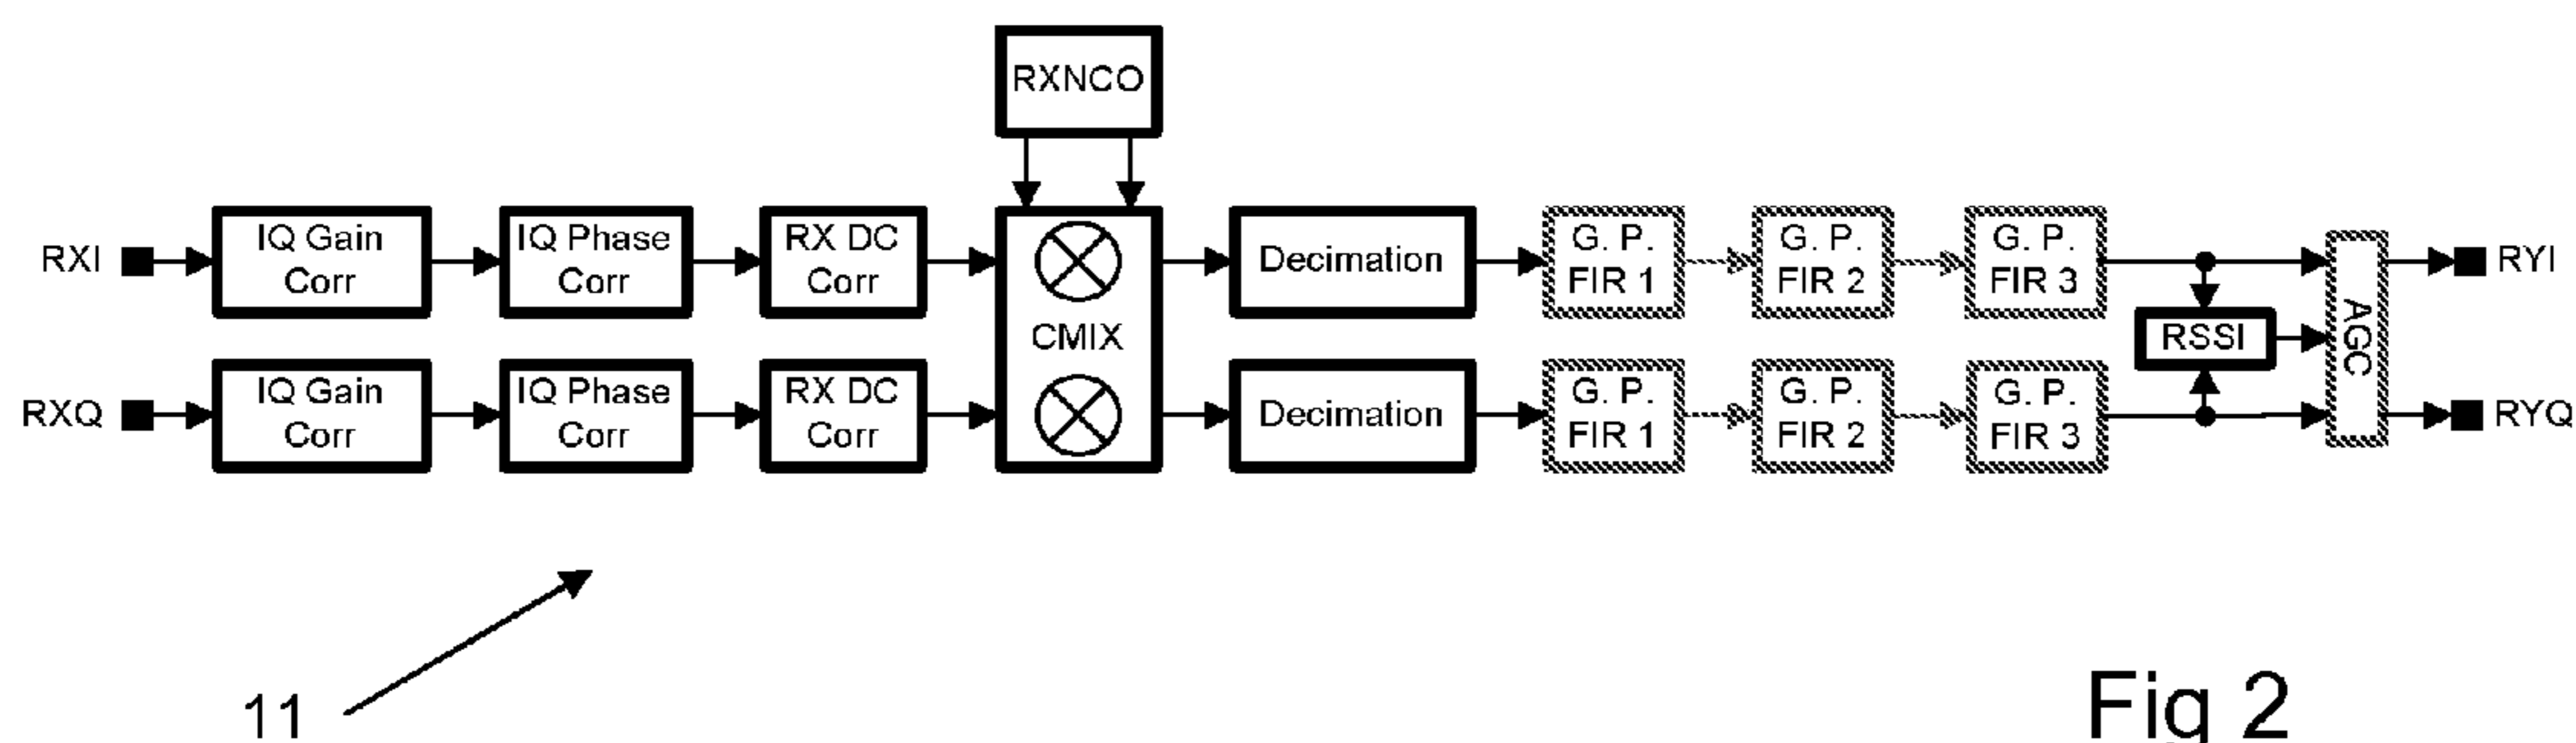 RXNCO
RXI
IQ Gain
Corr
IQ Phase
Corr
RX DC
Corr
Decimation
G. P.
FIR 1
G. P.
FIR 2
G. P.
FIR 3
RYI
CMIX
RSSI
AGC
RXQ
IQ Gain
Corr
IQ Phase
Corr
RX DC
Corr
Decimation
G. P.
FIR 1
G. P.
FIR 2
G. P.
FIR 3
RYQ
11
Fig 2